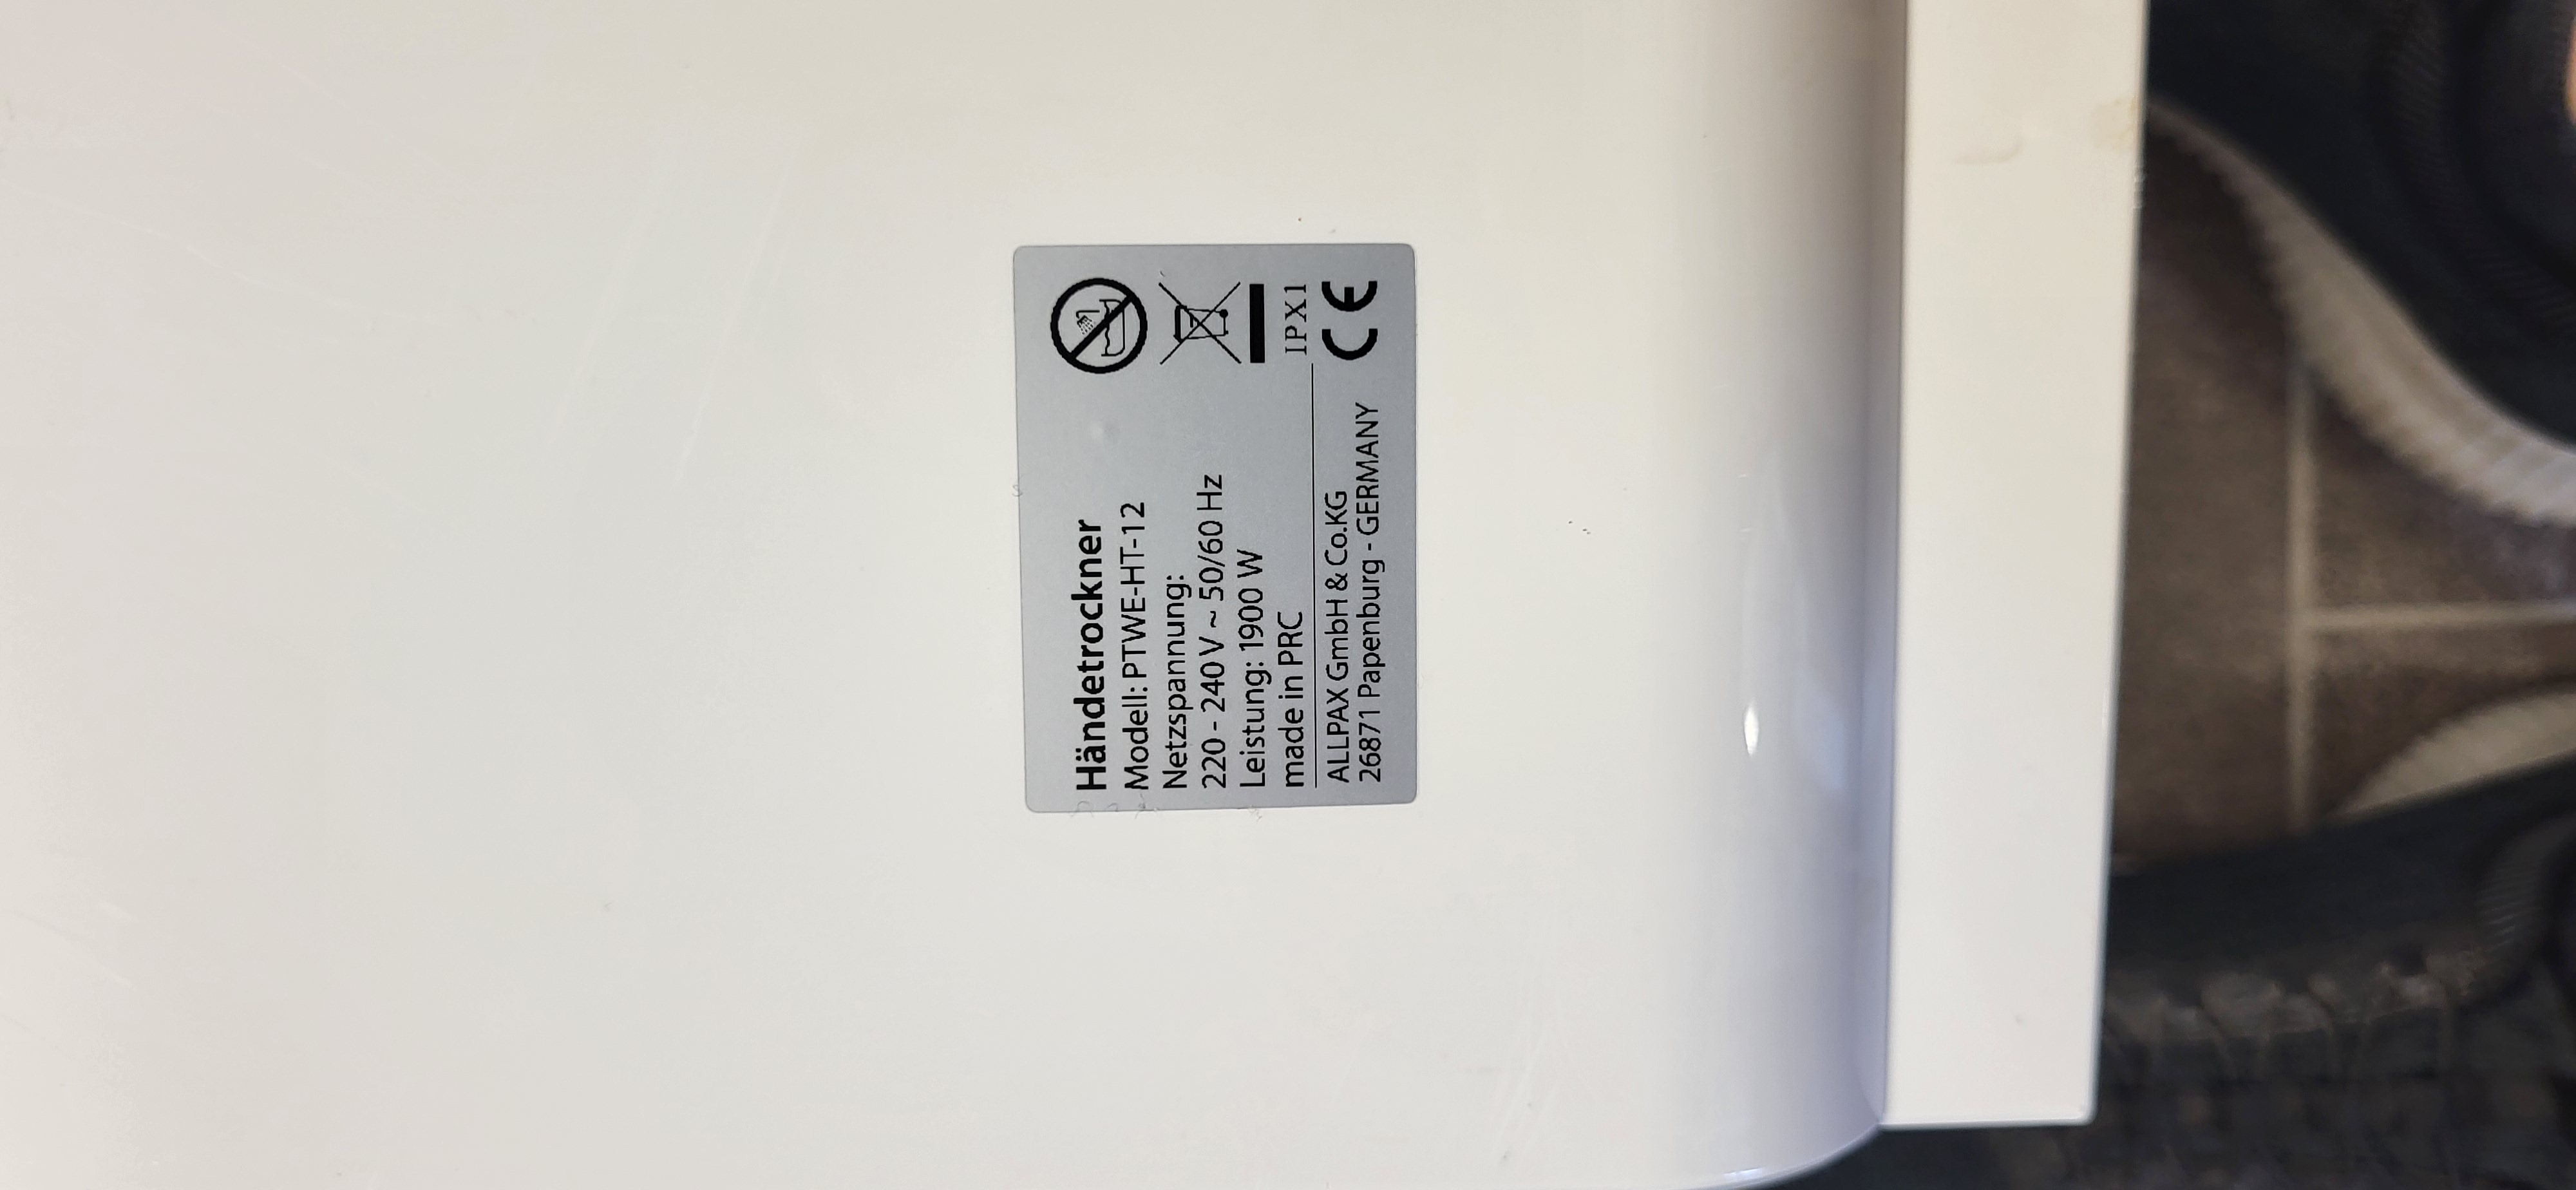 Händetrockner
Modell: PTWE-HT-12
Netzspannung:
220 - 240 V ~ 50/60 Hz
Leistung: 1900 W
made in PRC
IPX1
ALLPAX GmbH & Co.KG
26871 Papenburg - GERMANY
CE